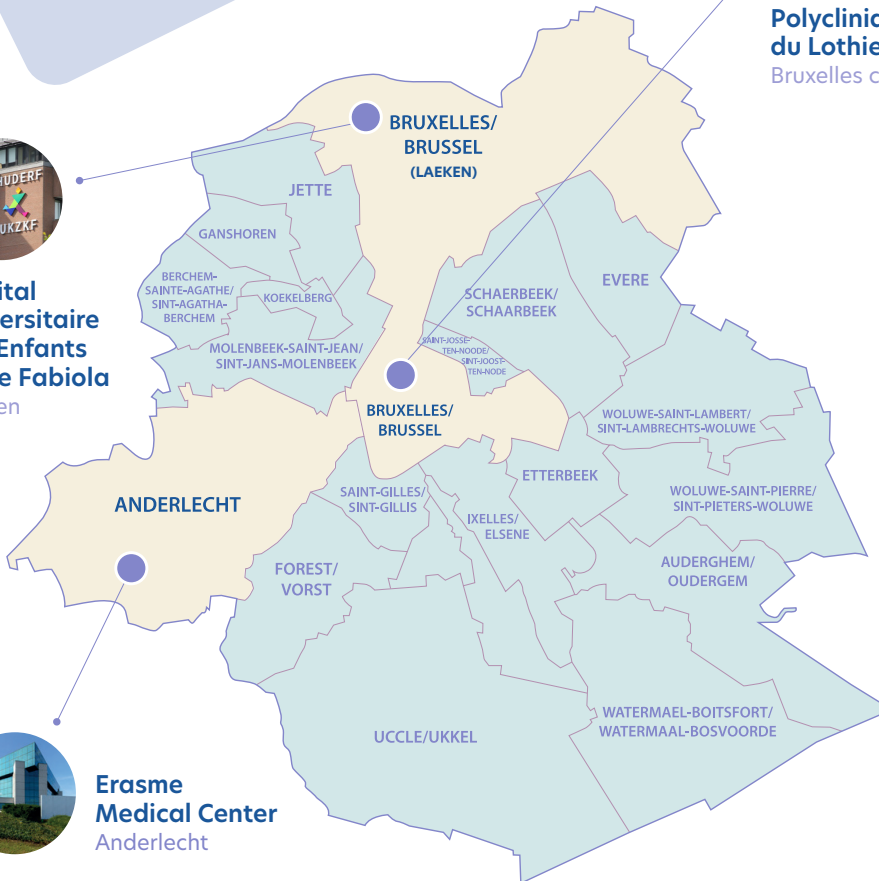 Polyclinic
du Lothie
Bruxelles c
HUDERF
UKZKF
BRUXELLES/
BRUSSEL
(LAEKEN)
JETTE
GANSHOREN
BERCHEM-
SAINTE-AGATHE/
SINT-AGATHA-
BERCHEM
KOEKELBERG
MOLENBEEK-SAINT-JEAN/
SINT-JANS-MOLENBEEK
SCHAERBEEK/
SCHAARBEEK
EVERE
SAINT-JOSSE-
TEN-NOODE/
SINT-JOOST-
TEN-NODE
ital
ersitaire
Enfants
e Fabiola
en
BRUXELLES/
BRUSSEL
WOLUWE-SAINT-LAMBERT/
SINT-LAMBRECHTS-WOLUWE
ETTERBEEK
ANDERLECHT
SAINT-GILLES/
SINT-GILLIS
IXELLES/
ELSENE
WOLUWE-SAINT-PIERRE/
SINT-PIETERS-WOLUWE
FOREST/
VORST
AUDERGHEM/
OUDERGEM
UCCLE/UKKEL
WATERMAEL-BOITSFORT/
WATERMAAL-BOSVOORDE
Erasme
Medical Center
Anderlecht